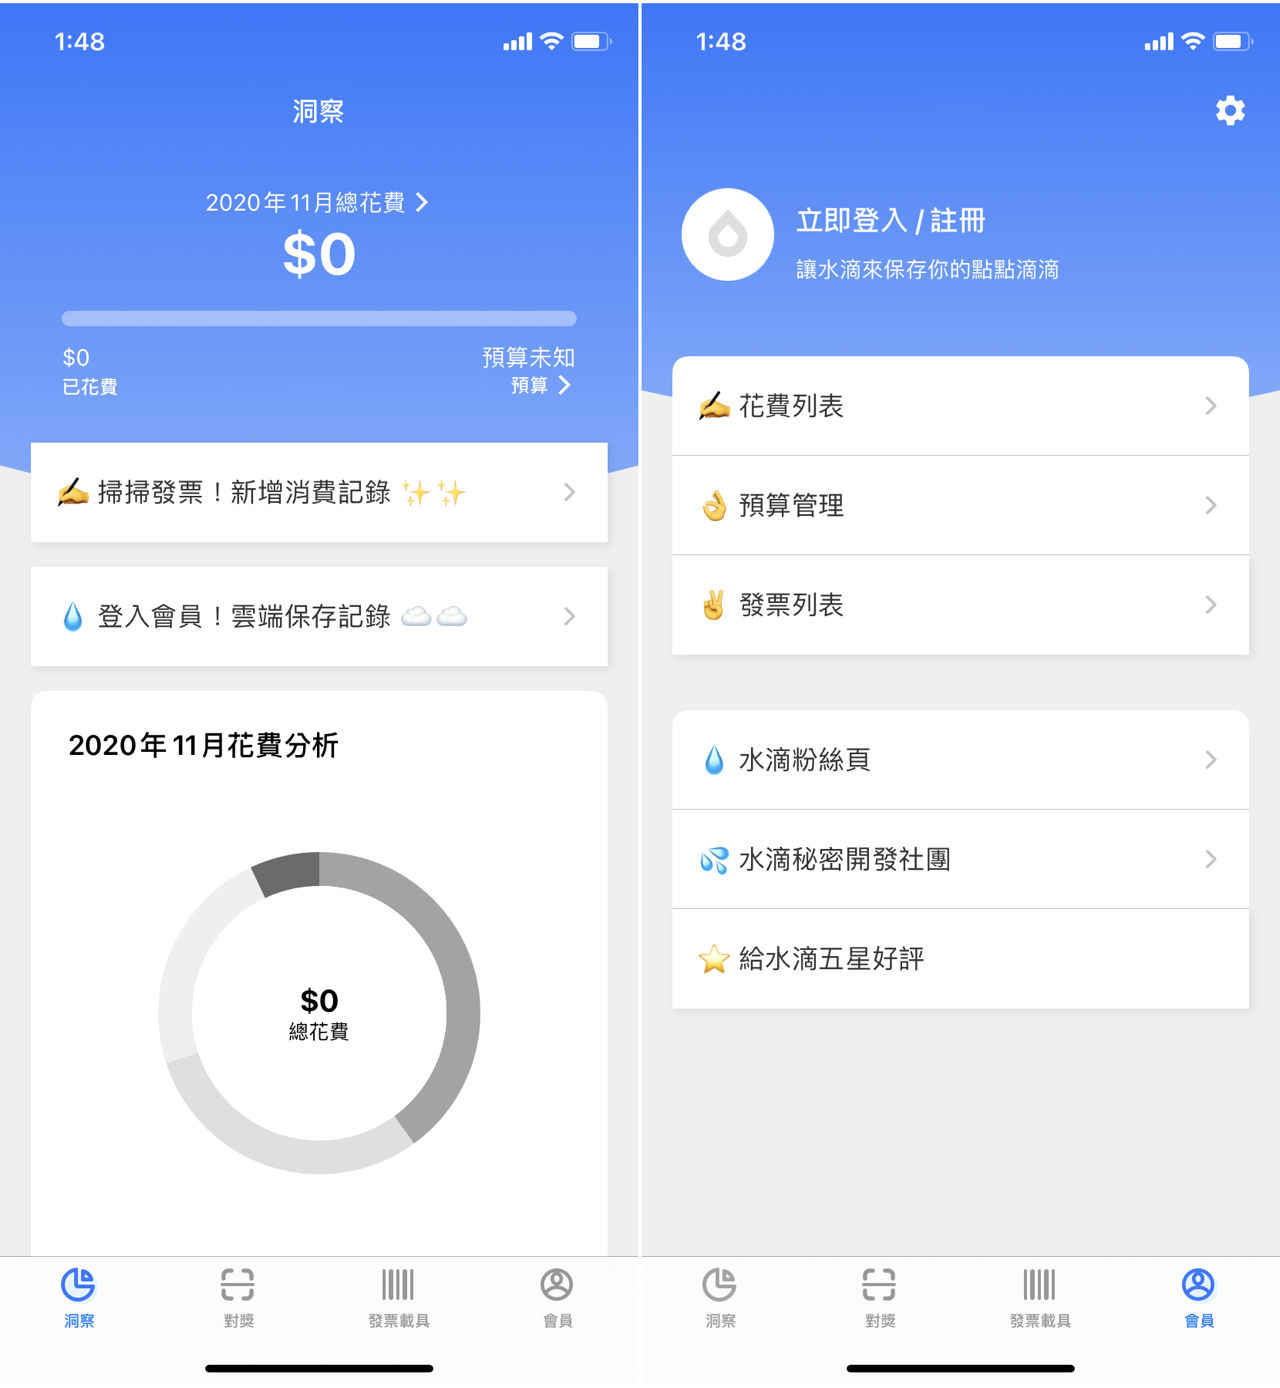 1:48
洞察
2020年11月總花費
$0
$0
預算未知
已花費
預算
✍️ 掃掃發票！新增消費記錄 ✨✨
💧 登入會員！雲端保存記錄 ☁️☁️
2020年11月花費分析
$0
總花費
洞察
對獎
發票載具
會員
1:48
立即登入 / 註冊
讓水滴來保存你的點點滴滴
✍️ 花費列表
👌 預算管理
✌️ 發票列表
💧 水滴粉絲頁
💦 水滴秘密開發社團
⭐ 給水滴五星好評
洞察
對獎
發票載具
會員